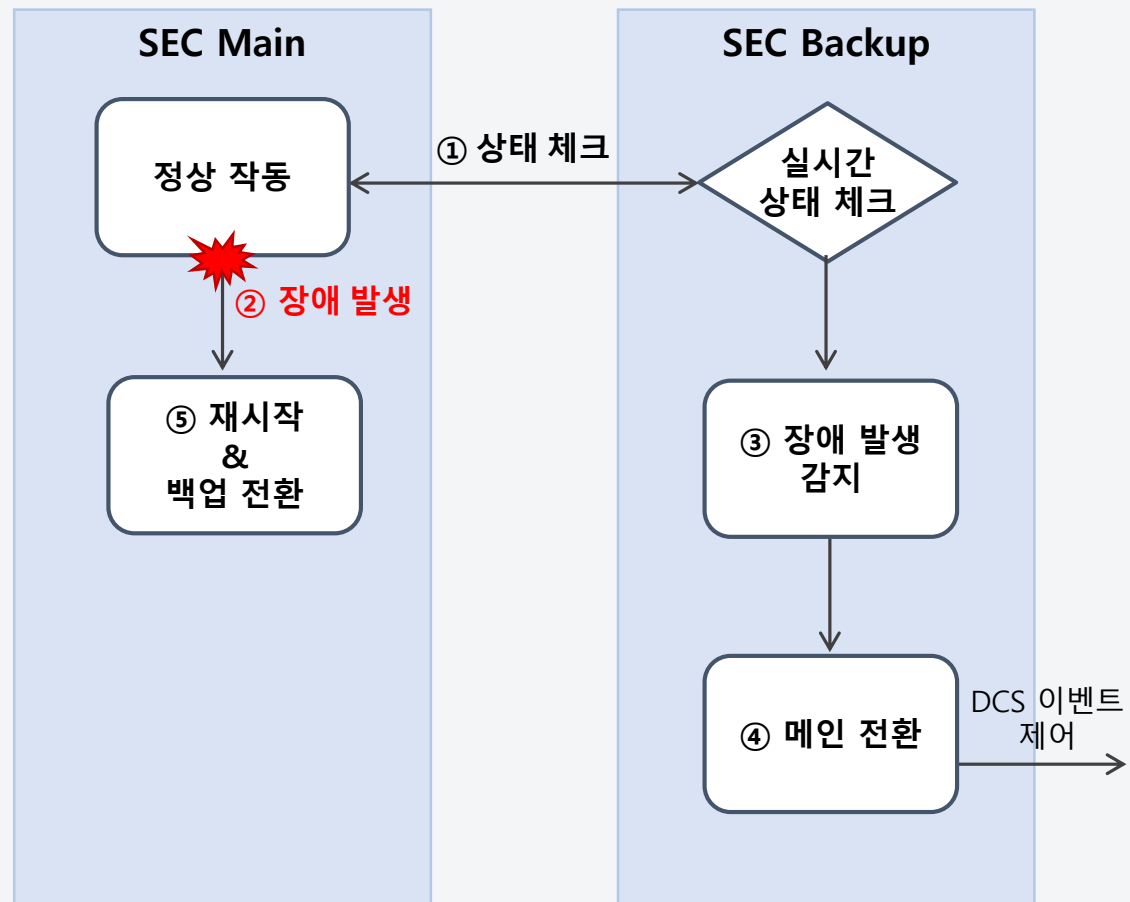 SEC Main
SEC Backup
정상 작동
① 상태 체크
실시간
상태 체크
② 장애 발생
⑤ 재시작
&
백업 전환
③ 장애 발생
감지
④ 메인 전환
DCS 이벤트
제어